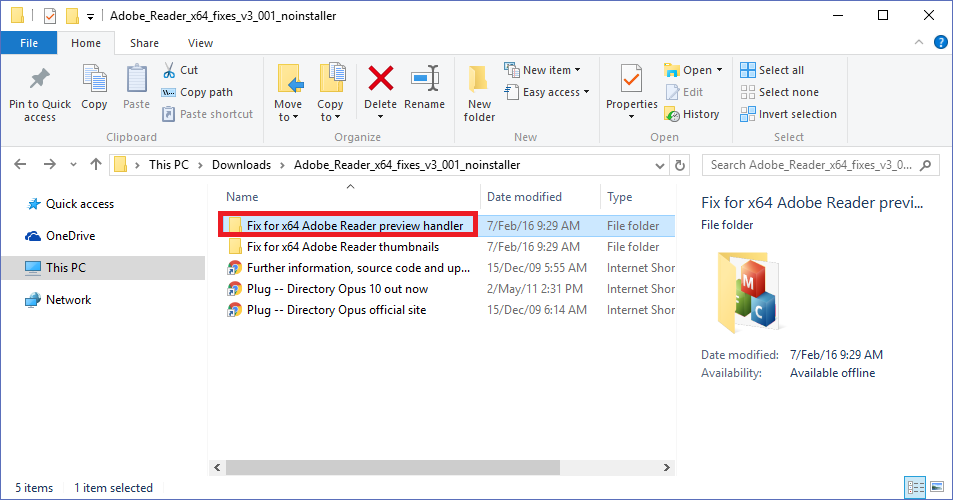 Adobe_Reader_x64_fixes_v3_001_noinstaller
File Home Share View
Pin to Quick access
Copy
Paste
Cut
Copy path
Paste shortcut
Clipboard
Move to
Copy to
Delete
Rename
Organize
New folder
New item
Easy access
New
Properties
Open
Edit
History
Open
Select all
Select none
Invert selection
Select
This PC Downloads Adobe_Reader_x64_fixes_v3_001_noinstaller
Search Adobe_Reader_x64_fixes_v3_0...
Quick access
OneDrive
This PC
Network
Name Date modified Type
Fix for x64 Adobe Reader preview handler 7/Feb/16 9:29 AM File folder
Fix for x64 Adobe Reader thumbnails 7/Feb/16 9:29 AM File folder
Further information, source code and up... 15/Dec/09 5:55 AM Internet Shor
Plug -- Directory Opus 10 out now 2/May/11 2:31 PM Internet Shor
Plug -- Directory Opus official site 15/Dec/09 6:14 AM Internet Shor
Fix for x64 Adobe Reader previ...
File folder
M
F C
Date modified: 7/Feb/16 9:29 AM
Availability: Available offline
5 items 1 item selected